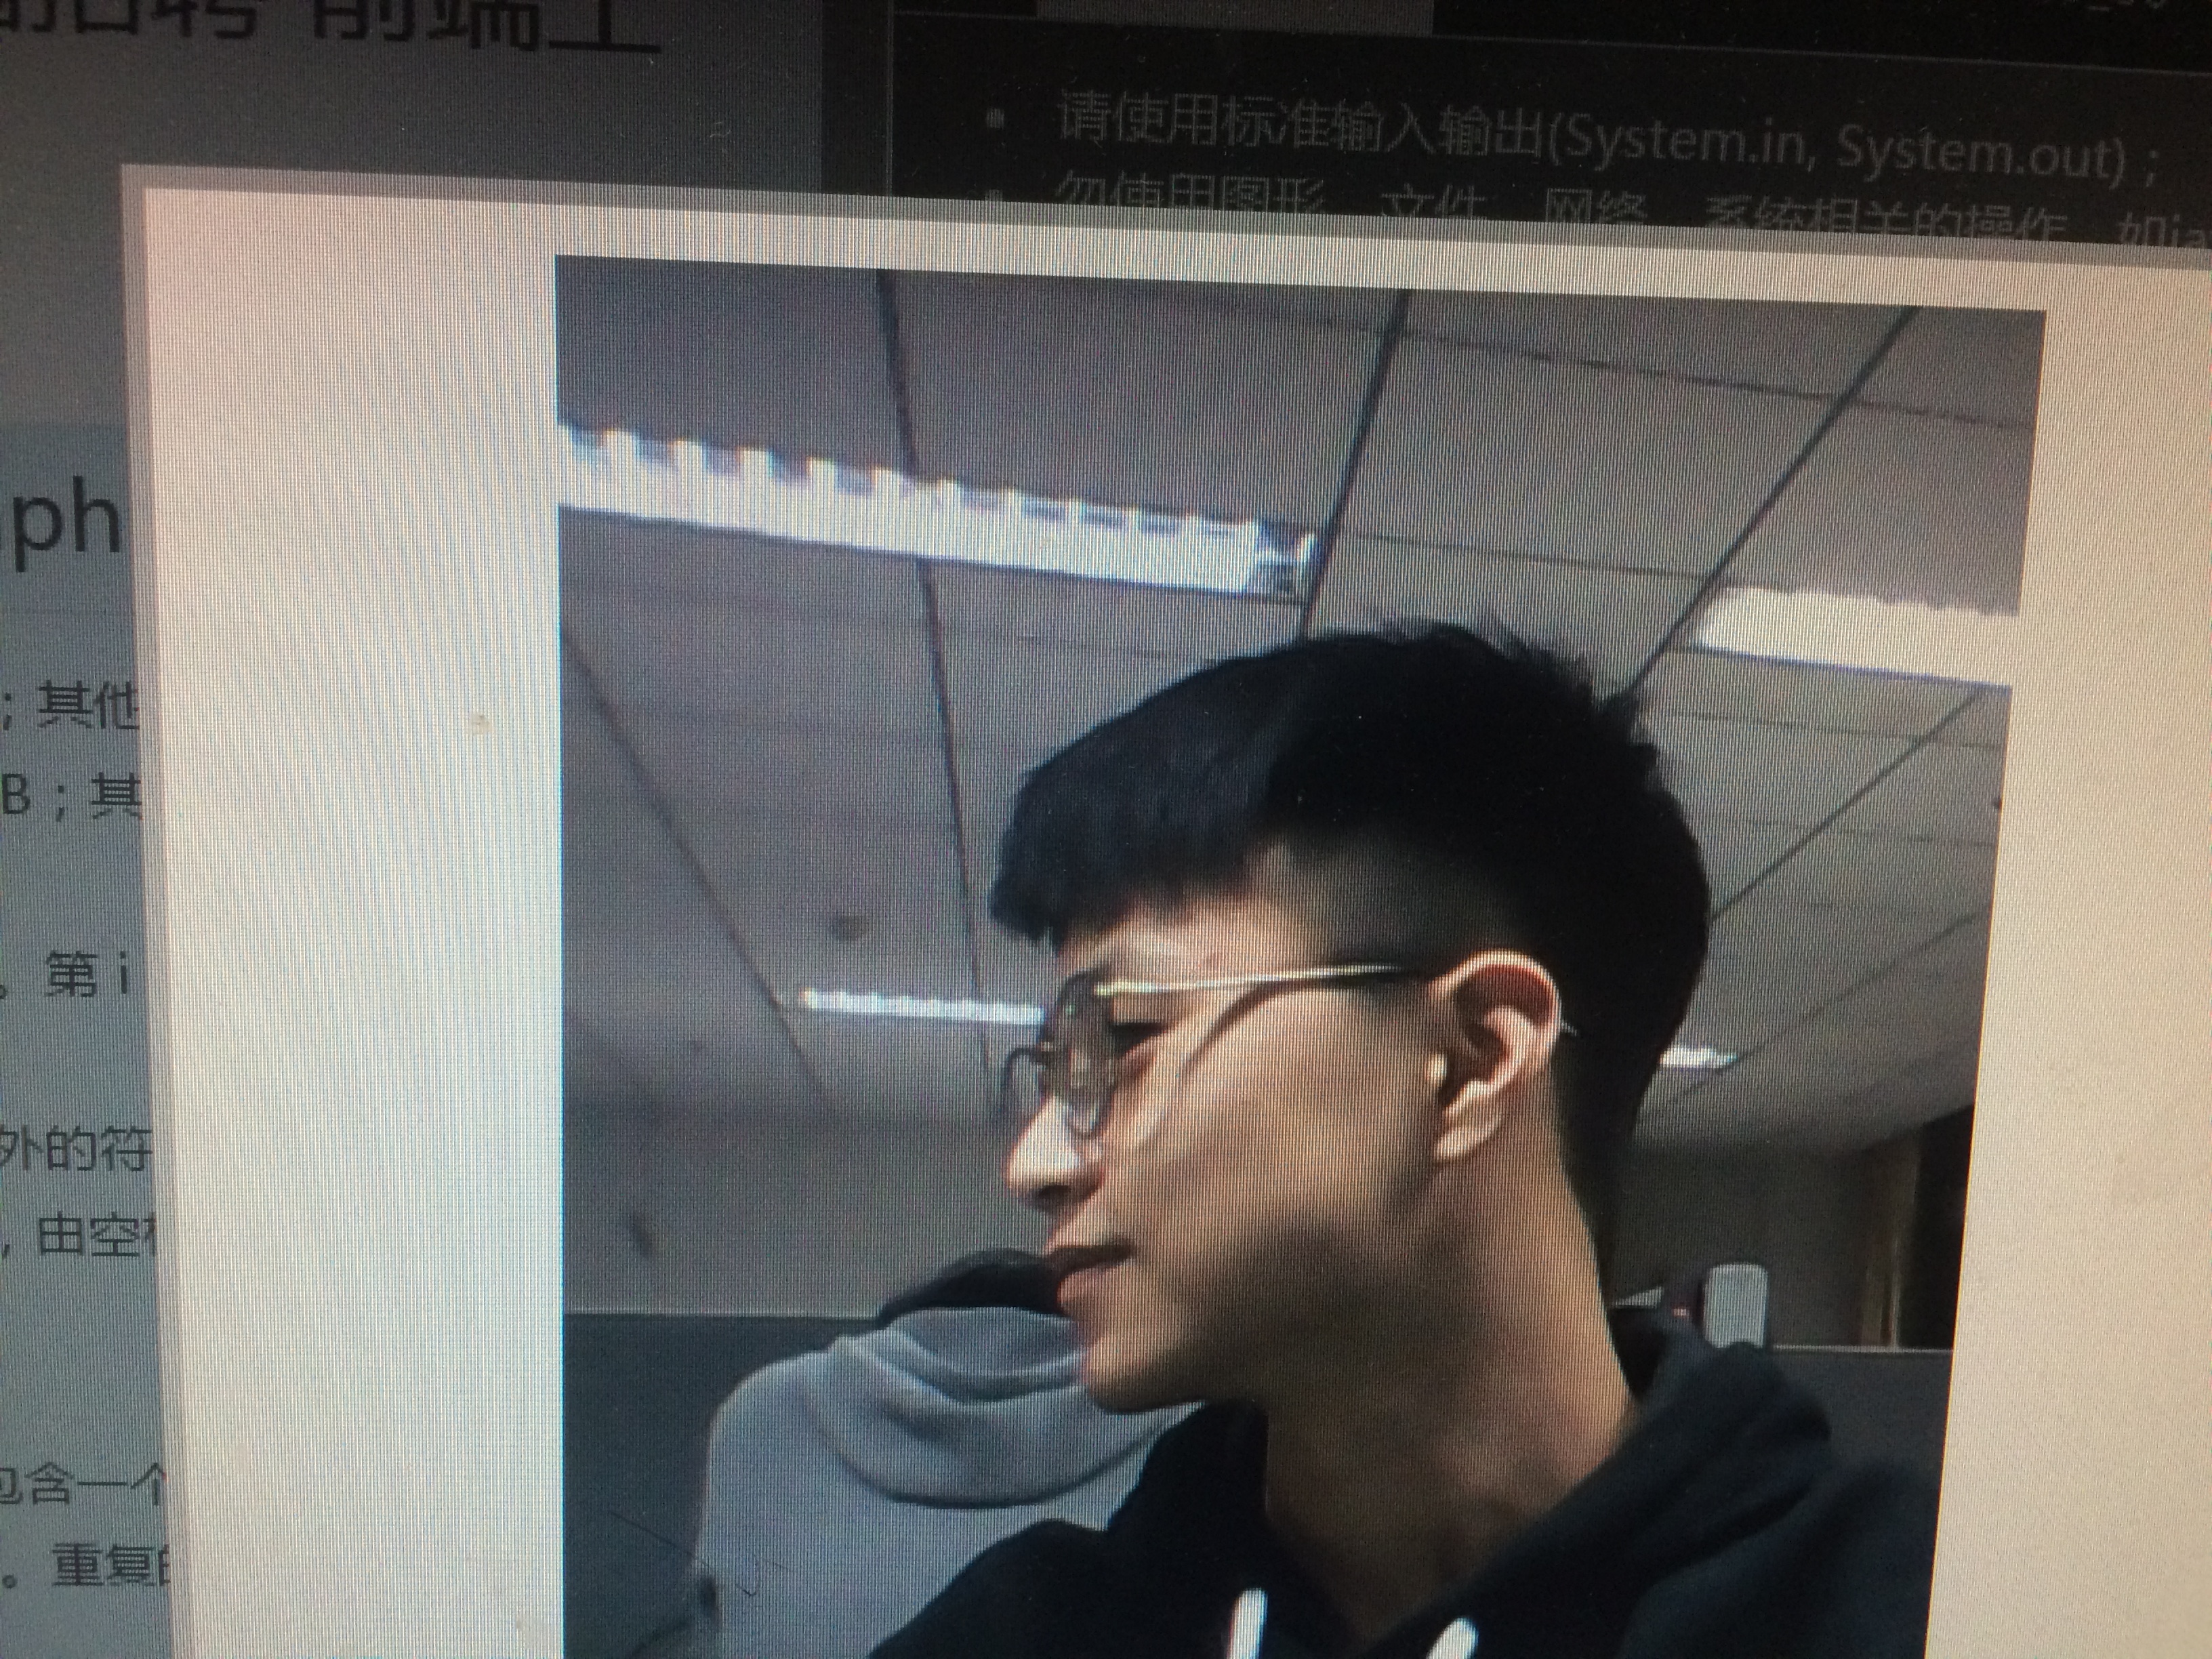 前端工
请使用标准输入输出(System.in, System.out)；
勿使用图形、文件、网络、系统相关的操作，如ja
ph
；其他
B；其
。第 i
外的符
，由空格
包含一个
。重复的